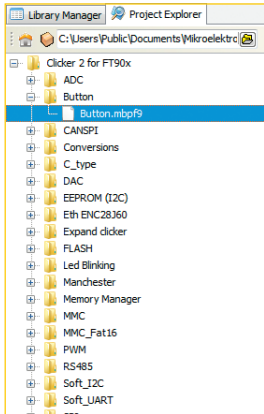 Library Manager Project Explorer
C:\Users\Public\Documents\Mikroelektro
Clicker 2 for FT90x
ADC
Button
Button.mbpf9
CANSPI
Conversions
C_type
DAC
EEPROM (I2C)
Eth ENC28J60
Expand clicker
FLASH
Led Blinking
Manchester
Memory Manager
MMC
MMC_Fat16
PWM
RS485
Soft_I2C
Soft_UART